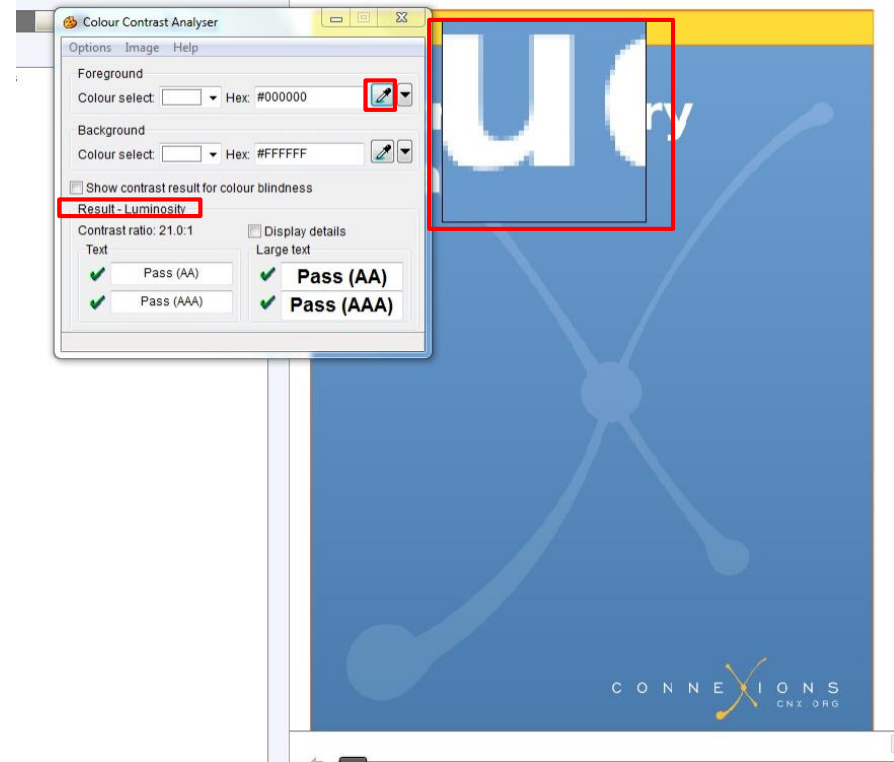 Colour Contrast Analyser
Options Image Help
Foreground
Colour select: Hex: #000000
Background
Colour select: Hex: #FFFFFF
Show contrast result for colour blindness
Result - Luminosity
Contrast ratio: 21.0:1 Display details
Text Large text
Pass (AA) Pass (AA)
Pass (AAA) Pass (AAA)
uc
ry
CONNEXIONS
CNX.ORG